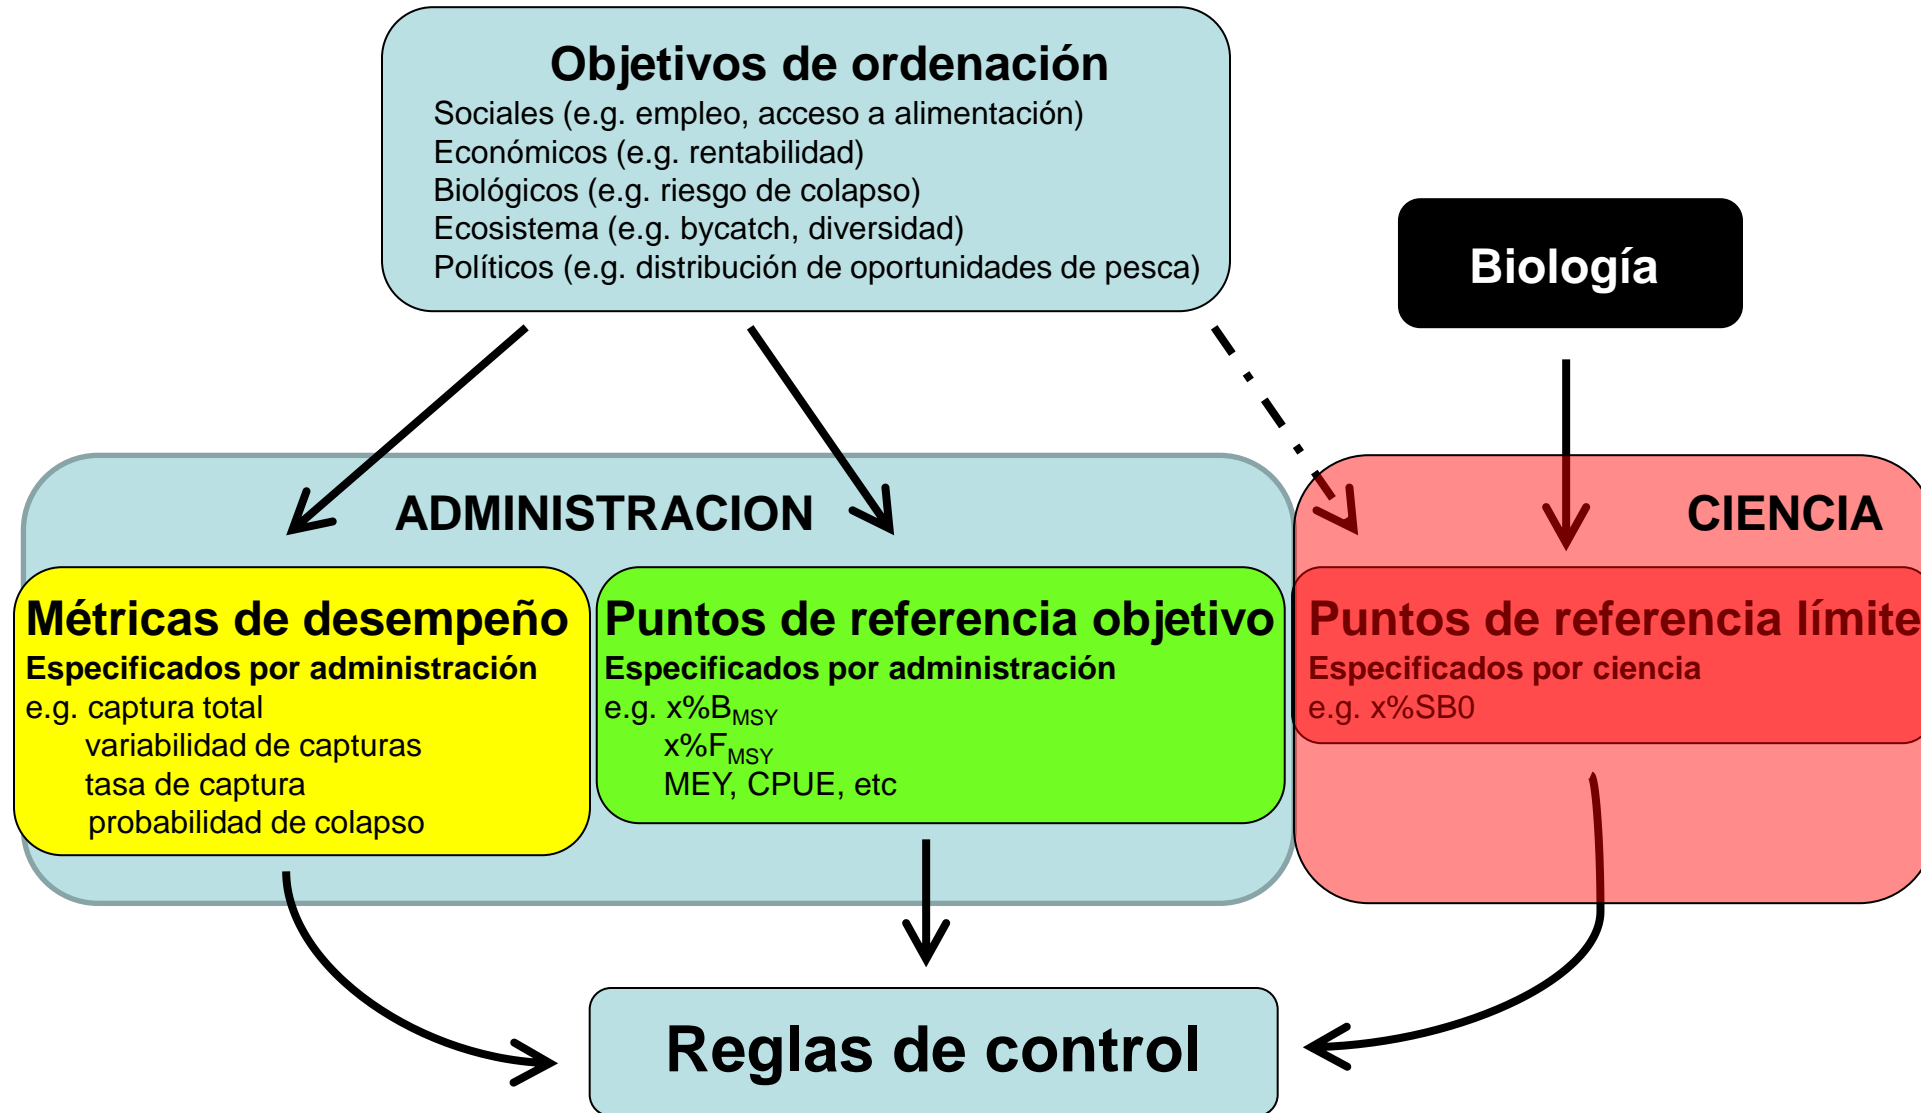 Objetivos de ordenación
Sociales (e.g. empleo, acceso a alimentación)
Económicos (e.g. rentabilidad)
Biológicos (e.g. riesgo de colapso)
Ecosistema (e.g. bycatch, diversidad)
Políticos (e.g. distribución de oportunidades de pesca)
Biología
ADMINISTRACION
CIENCIA
Métricas de desempeño
Especificados por administración
e.g. captura total
variabilidad de capturas
tasa de captura
probabilidad de colapso
Puntos de referencia objetivo
Especificados por administración
e.g. x%BMSY
x%FMSY
MEY, CPUE, etc
Puntos de referencia límite
Especificados por ciencia
e.g. x%SB0
Reglas de control